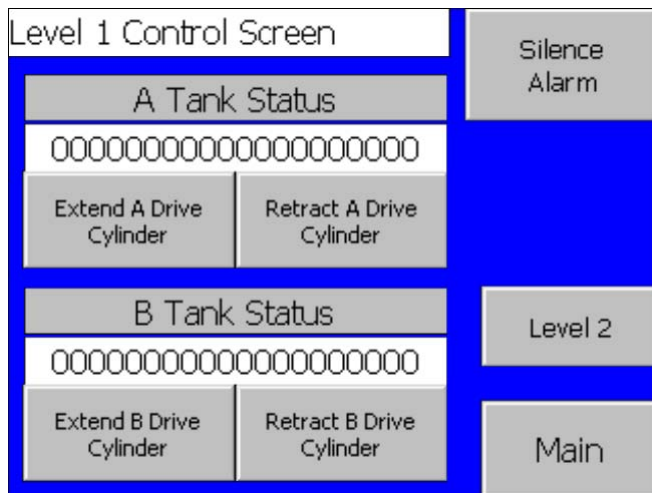 Level 1 Control Screen
Silence
Alarm
A Tank Status
00000000000000000000
Extend A Drive
Cylinder
Retract A Drive
Cylinder
B Tank Status
00000000000000000000
Extend B Drive
Cylinder
Retract B Drive
Cylinder
Level 2
Main